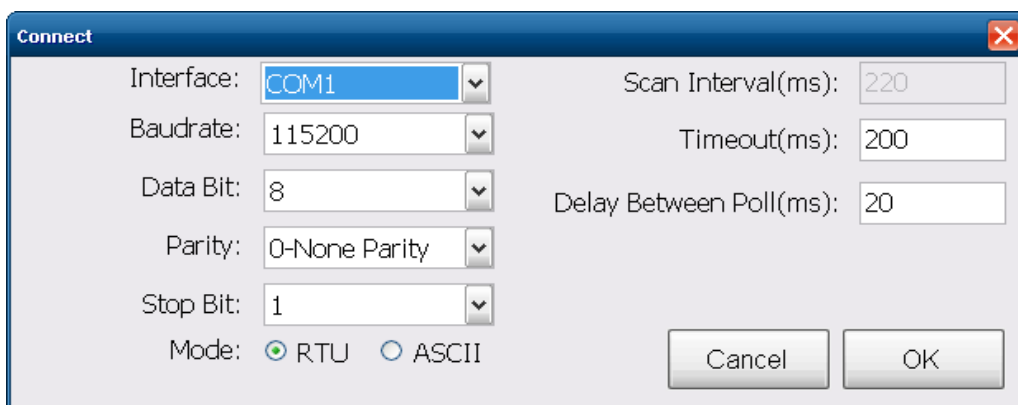 Connect
Interface: COM1
Baudrate: 115200
Data Bit: 8
Parity: 0-None Parity
Stop Bit: 1
Mode: RTU ASCII
Scan Interval(ms): 220
Timeout(ms): 200
Delay Between Poll(ms): 20
Cancel OK